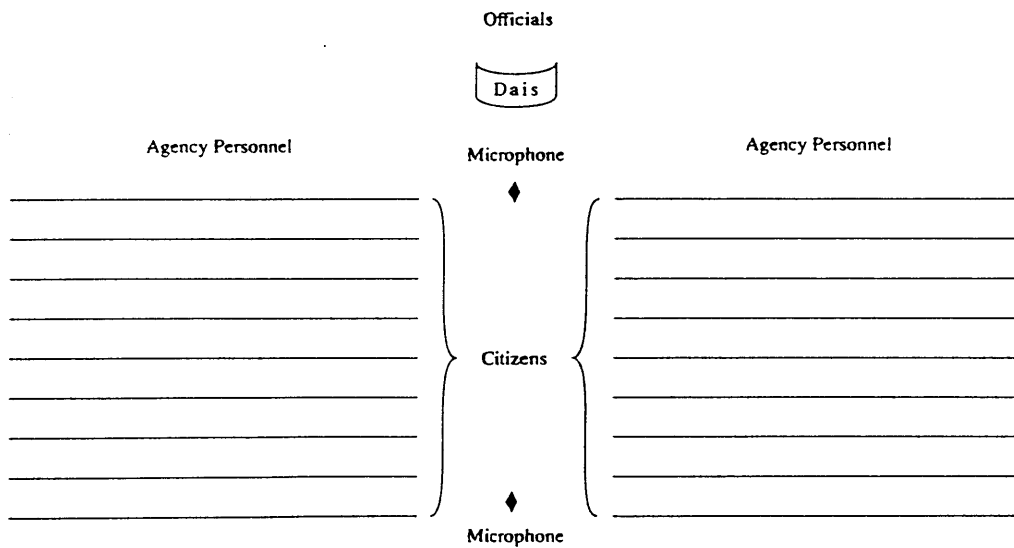 Officials
Dais
Agency Personnel
Microphone
Agency Personnel
Citizens
Microphone